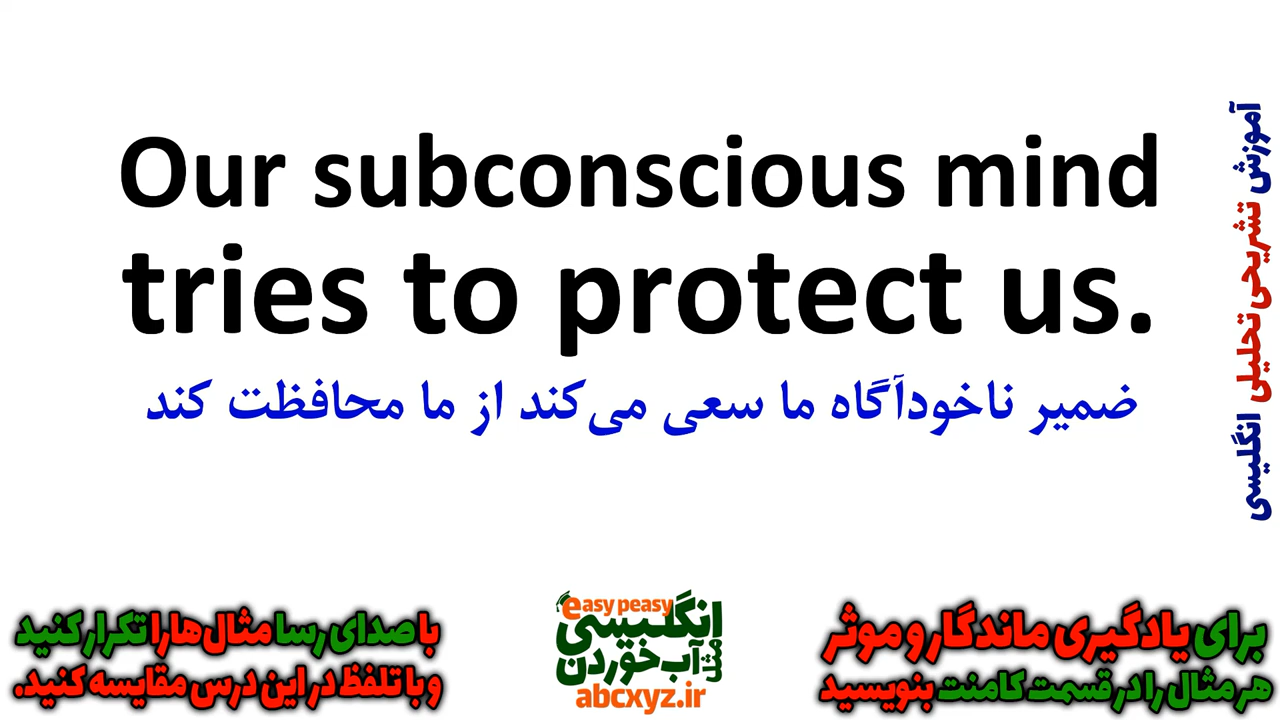 Our subconscious mind
tries to protect us.
ضمیر ناخودآگاه ما سعی می‌کند از ما محافظت کند
آموزش تشریحی تحلیلی انگلیسی
برای یادگیری ماندگار و موثر
هر مثال را در قسمت کامنت بنویسید
easy peasy
انگلیسی
مثل آب خوردن
abcxyz.ir
با صدای رسا مثال‌ها را تکرار کنید
و با تلفظ در این درس مقایسه کنید.